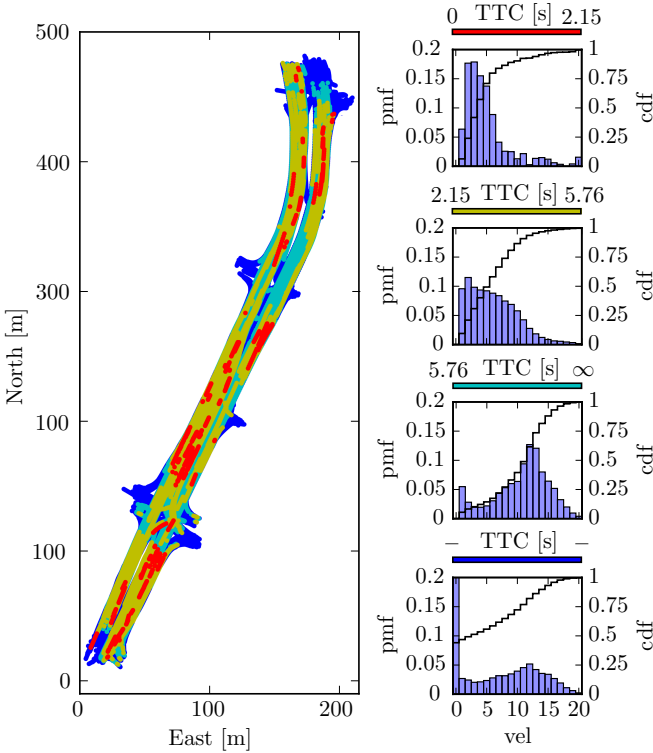 500
400
300
100
100
0
North [m]
0 100 200
East [m]
0 TTC [s] 2.15
0.2
0.15
0.1
0.05
0
pmf
1
0.75
0.5
0.25
0
cdf
2.15 TTC [s] 5.76
0.2
0.15
0.1
0.05
0
pmf
1
0.75
0.5
0.25
0
cdf
5.76 TTC [s] ∞
0.2
0.15
0.1
0.05
0
pmf
1
0.75
0.5
0.25
0
cdf
– TTC [s] –
0.2
0.15
0.1
0.05
0
pmf
1
0.75
0.5
0.25
0
cdf
0 5 10 15 20
vel